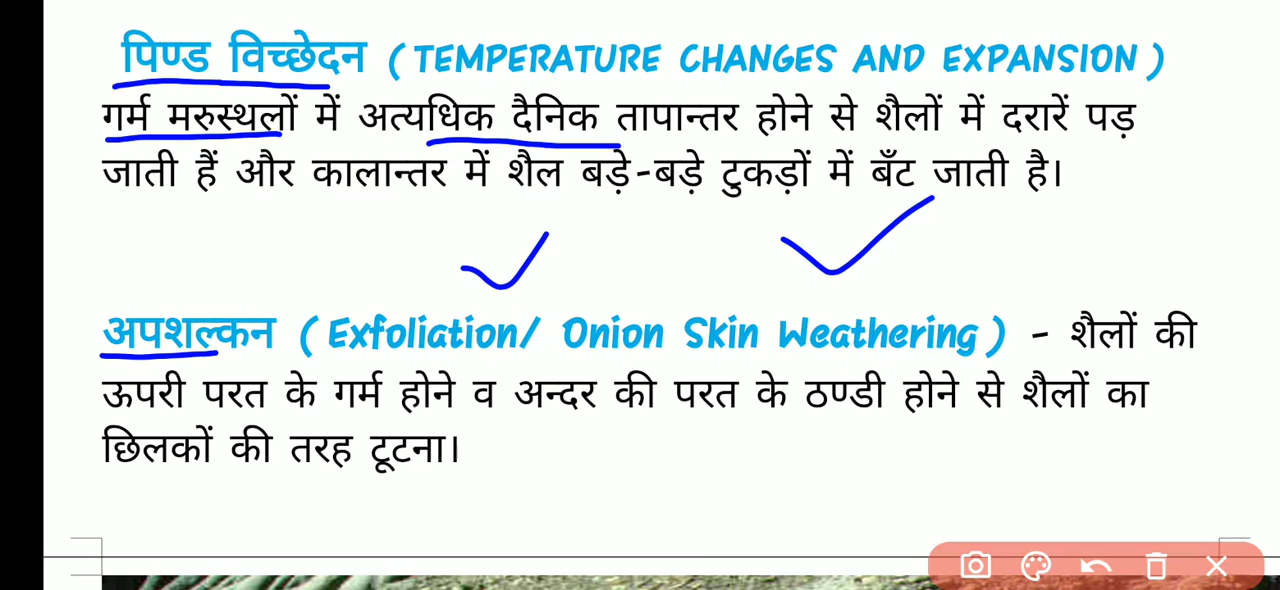 पिण्ड विच्छेदन ( TEMPERATURE CHANGES AND EXPANSION )
गर्म मरुस्थलों में अत्यधिक दैनिक तापान्तर होने से शैलों में दरारें पड़
जाती हैं और कालान्तर में शैल बड़े-बड़े टुकड़ों में बँट जाती है।
अपशल्कन ( Exfoliation/ Onion Skin Weathering ) - शैलों की
ऊपरी परत के गर्म होने व अन्दर की परत के ठण्डी होने से शैलों का
छिलकों की तरह टूटना।